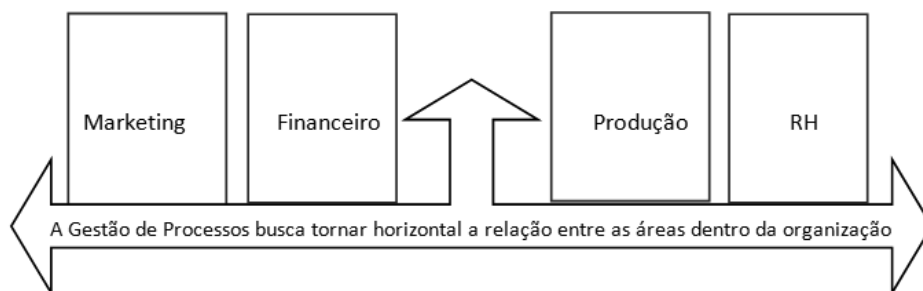 Marketing
Financeiro
Produção
RH
A Gestão de Processos busca tornar horizontal a relação entre as áreas dentro da organização